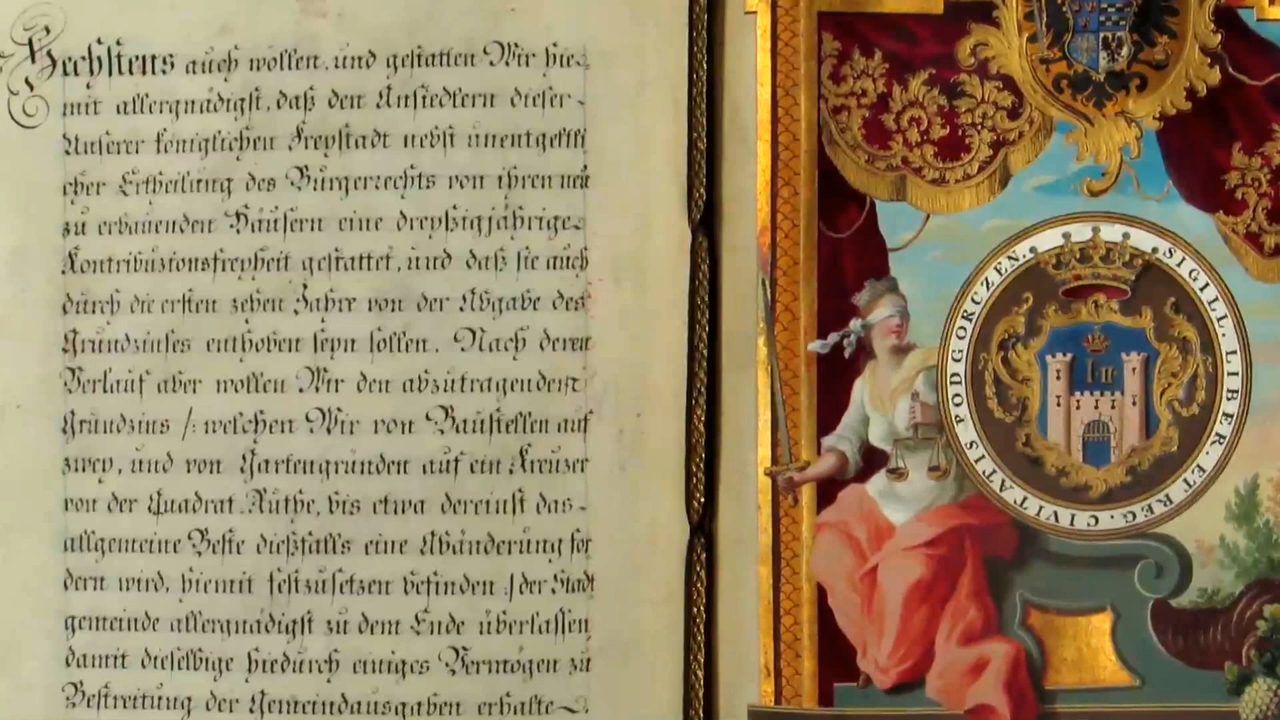 Sechstens auch wollen, und gestatten Wir hie-
mit allergnädigst, daß den Ansiedlern dieser
Unserer königlichen Freystadt nebst unentgeltli
cher Ertheilung des Bürgerrechts von ihren neu
zu erbauenden Häusern eine dreyßigjährige
Kontribuzionsfreyheit gestattet, und daß sie auch
durch die ersten zehen Jahre von der Abgabe des
Grundzinses enthoben seyn sollen. Nach deren
Verlauf aber wollen Wir den abzutragenden
Grundzins /: welchen Wir von Baustellen auf
zwey, und von Gartengründen auf ein Kreuzer
von der Quadrat-Ruthe, bis etwa dereinst das
allgemeine Beste dießfalls eine Abänderung for
dern wird, hiemit festzusetzen befinden :/ der Stadt
gemeinde allergnädigst zu dem Ende überlassen
damit dieselbige hiedurch einiges Vermögen zu
Bestreitung der Gemeindausgaben erhalte.
SIGILL. LIBER. ET REG. CIVITATIS PODGORCZEN.
I II